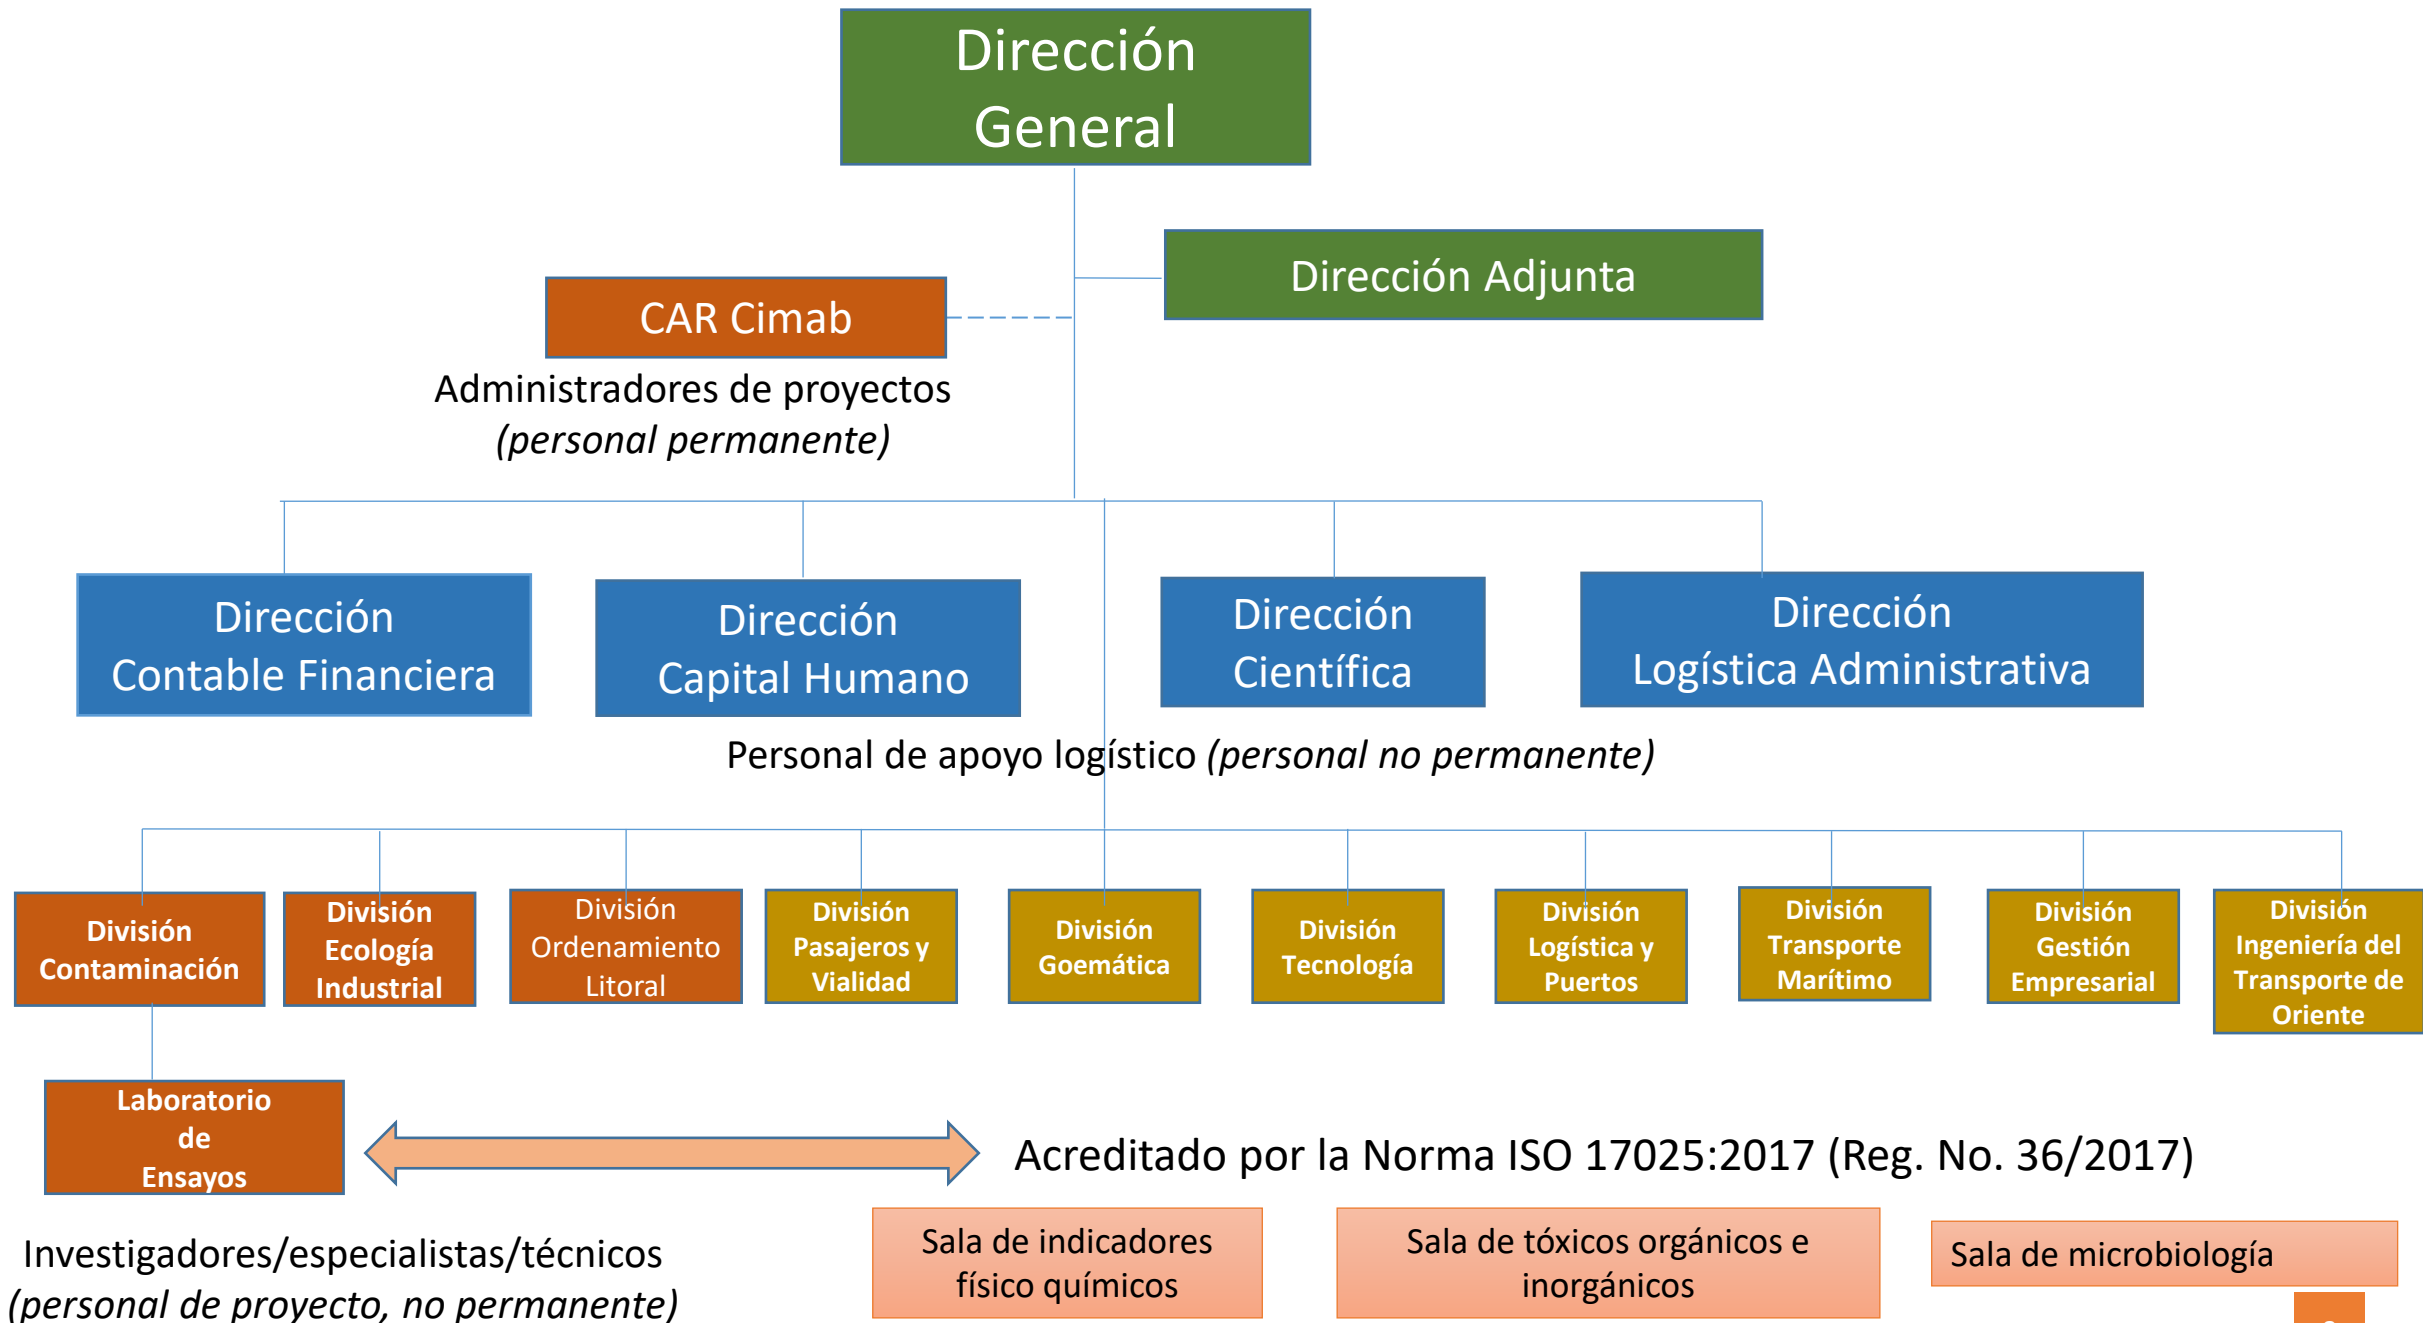 Dirección
General
Dirección Adjunta
CAR Cimab
Administradores de proyectos
(personal permanente)
Dirección
Contable Financiera
Dirección
Capital Humano
Dirección
Científica
Dirección
Logística Administrativa
Personal de apoyo logístico (personal no permanente)
División
Contaminación
División
Ecología
Industrial
División
Ordenamiento
Litoral
División
Pasajeros y
Vialidad
División
Goemática
División
Tecnología
División
Logística y
Puertos
División
Transporte
Marítimo
División
Gestión
Empresarial
División
Ingeniería del
Transporte de
Oriente
Laboratorio
de
Ensayos
Acreditado por la Norma ISO 17025:2017 (Reg. No. 36/2017)
Investigadores/especialistas/técnicos
(personal de proyecto, no permanente)
Sala de indicadores
físico químicos
Sala de tóxicos orgánicos e
inorgánicos
Sala de microbiología